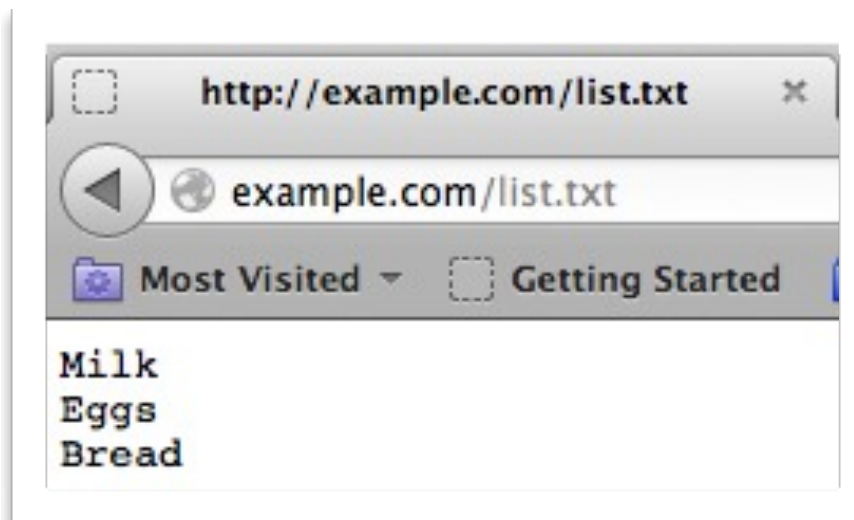 http://example.com/list.txt
example.com/list.txt
Most Visited Getting Started
Milk
Eggs
Bread